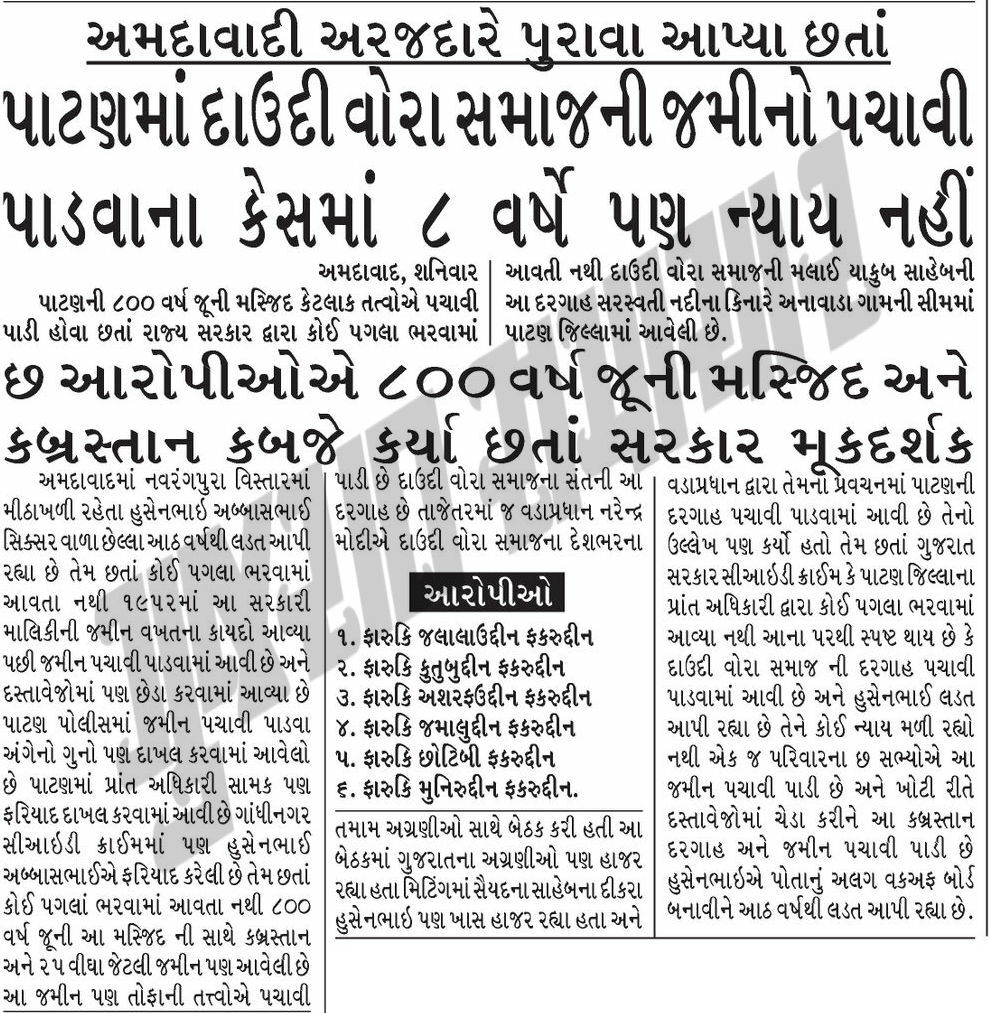 અમદાવાદી અરજદારે પુરાવા આપ્યા છતાં
પાટણમાં દાઉદી વોરા સમાજની જમીનો પચાવી
પાડવાના કેસમાં ૮ વર્ષે પણ ન્યાય નહીં
અમદાવાદ, શનિવાર
પાટણની ૮૦૦ વર્ષ જૂની મસ્જિદ કેટલાક તત્વોએ પચાવી
પાડી હોવા છતાં રાજ્ય સરકાર દ્વારા કોઈ પગલા ભરવામાં
આવતી નથી દાઉદી વોરા સમાજની મલાઈ યાકુબ સાહેબની
આ દરગાહ સરસ્વતી નદીના કિનારે અનાવાડા ગામની સીમમાં
પાટણ જિલ્લામાં આવેલી છે.
છ આરોપીઓએ ૮૦૦ વર્ષ જૂની મસ્જિદ અને
કબ્રસ્તાન કબજે કર્યા છતાં સરકાર મૂકદર્શક
અમદાવાદમાં નવરંગપુરા વિસ્તારમાં
મીઠાખળી રહેતા હુસેનભાઈ અબ્બાસભાઈ
સિક્સર વાળા છેલ્લા આઠ વર્ષથી લડત આપી
રહ્યા છે તેમ છતાં કોઈ પગલા ભરવામાં
આવતા નથી ૧૯૫૨માં આ સરકારી
માલિકીની જમીન વખતના કાયદો આવ્યા
પછી જમીન પચાવી પાડવામાં આવી છે અને
દસ્તાવેજોમાં પણ છેડા કરવામાં આવ્યા છે
પાટણ પોલીસમાં જમીન પચાવી પાડવા
અંગેનો ગુનો પણ દાખલ કરવામાં આવેલો
છે પાટણમાં પ્રાંત અધિકારી સામક પણ
ફરિયાદ દાખલ કરવામાં આવી છે ગાંધીનગર
સીઆઇડી ક્રાઈમમાં પણ હુસેનભાઈ
અબ્બાસભાઈએ ફરિયાદ કરેલી છે તેમ છતાં
કોઈ પગલાં ભરવામાં આવતા નથી ૮૦૦
વર્ષ જૂની આ મસ્જિદ ની સાથે કબ્રસ્તાન
અને ૨૫ વીઘા જેટલી જમીન પણ આવેલી છે
આ જમીન પણ તોફાની તત્ત્વોએ પચાવી
પાડી છે દાઉદી વોરા સમાજના સંતની આ
દરગાહ છે તાજેતરમાં જ વડાપ્રધાન નરેન્દ્ર
મોદીએ દાઉદી વોરા સમાજના દેશભરના
આરોપીઓ
૧. ફારુકિ જલાલાઉદ્દીન ફકરુદ્દીન
૨. ફારુકિ કુતુબુદ્દીન ફકરુદ્દીન
૩. ફારુકિ અશરફઉદ્દીન ફકરુદ્દીન
૪. ફારુકિ જમાલુદ્દીન ફકરુદ્દીન
૫. ફારુકિ છોટિબી ફકરુદ્દીન
૬. ફારુકિ મુનિરુદ્દીન ફકરુદ્દીન.
તમામ અગ્રણીઓ સાથે બેઠક કરી હતી આ
બેઠકમાં ગુજરાતના અગ્રણીઓ પણ હાજર
રહ્યા હતા મિટિંગમાં સૈયદના સાહેબના દીકરા
હુસેનભાઇ પણ ખાસ હાજર રહ્યા હતા અને
વડાપ્રધાન દ્વારા તેમના પ્રવચનમાં પાટણની
દરગાહ પચાવી પાડવામાં આવી છે તેનો
ઉલ્લેખ પણ કર્યો હતો તેમ છતાં ગુજરાત
સરકાર સીઆઇડી ક્રાઈમ કે પાટણ જિલ્લાના
પ્રાંત અધિકારી દ્વારા કોઈ પગલા ભરવામાં
આવ્યા નથી આના પરથી સ્પષ્ટ થાય છે કે
દાઉદી વોરા સમાજ ની દરગાહ પચાવી
પાડવામાં આવી છે અને હુસેનભાઈ લડત
આપી રહ્યા છે તેને કોઈ ન્યાય મળી રહ્યો
નથી એક જ પરિવારના છ સભ્યોએ આ
જમીન પચાવી પાડી છે અને ખોટી રીતે
દસ્તાવેજોમાં ચેડા કરીને આ કબ્રસ્તાન
દરગાહ અને જમીન પચાવી પાડી છે
હુસેનભાઇએ પોતાનું અલગ વકઅફ બોર્ડ
બનાવીને આઠ વર્ષથી લડત આપી રહ્યા છે.